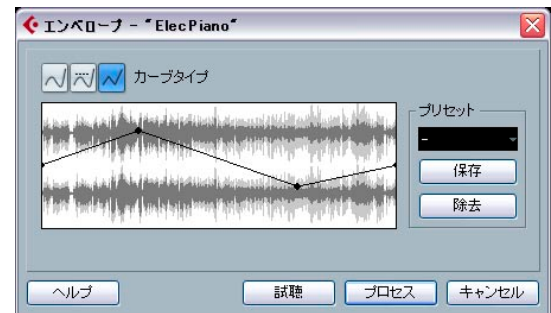 エンベロープ - "ElecPiano"
カーブタイプ
プリセット
-
保存
除去
ヘルプ
試聴
プロセス
キャンセル